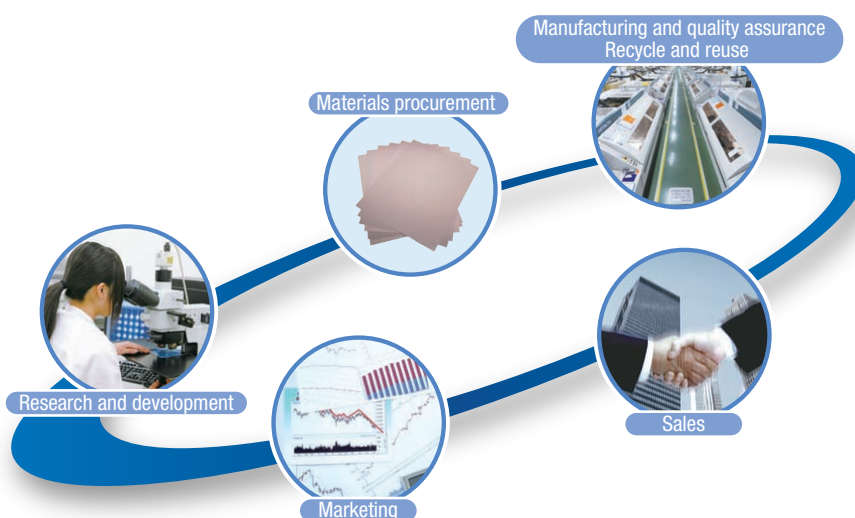 Manufacturing and quality assurance
Recycle and reuse
Materials procurement
Research and development
Sales
Marketing